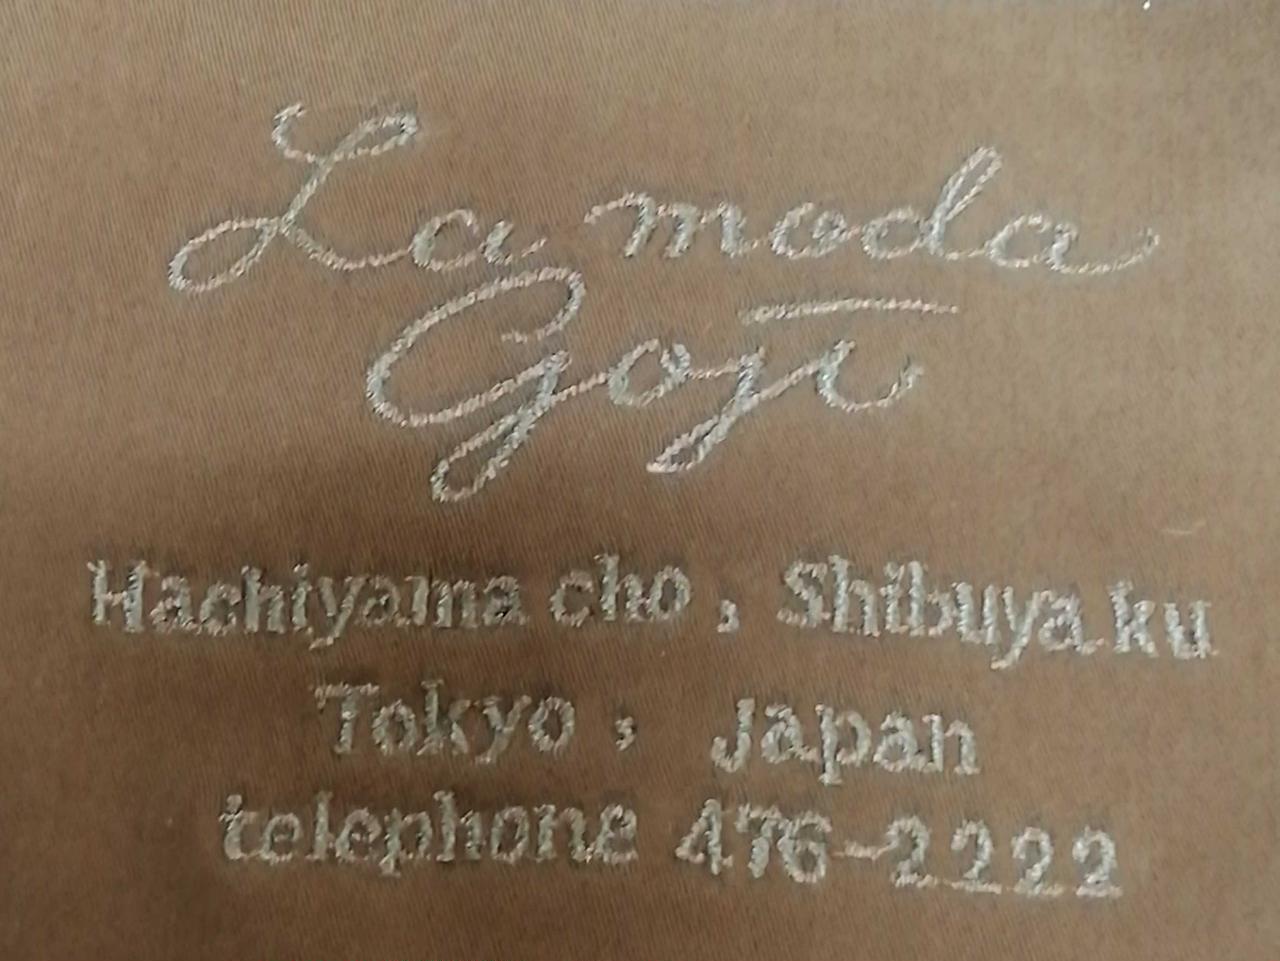 La moda
Goji
Hachiyama cho, Shibuya ku
Tokyo, Japan
telephone 476-2222